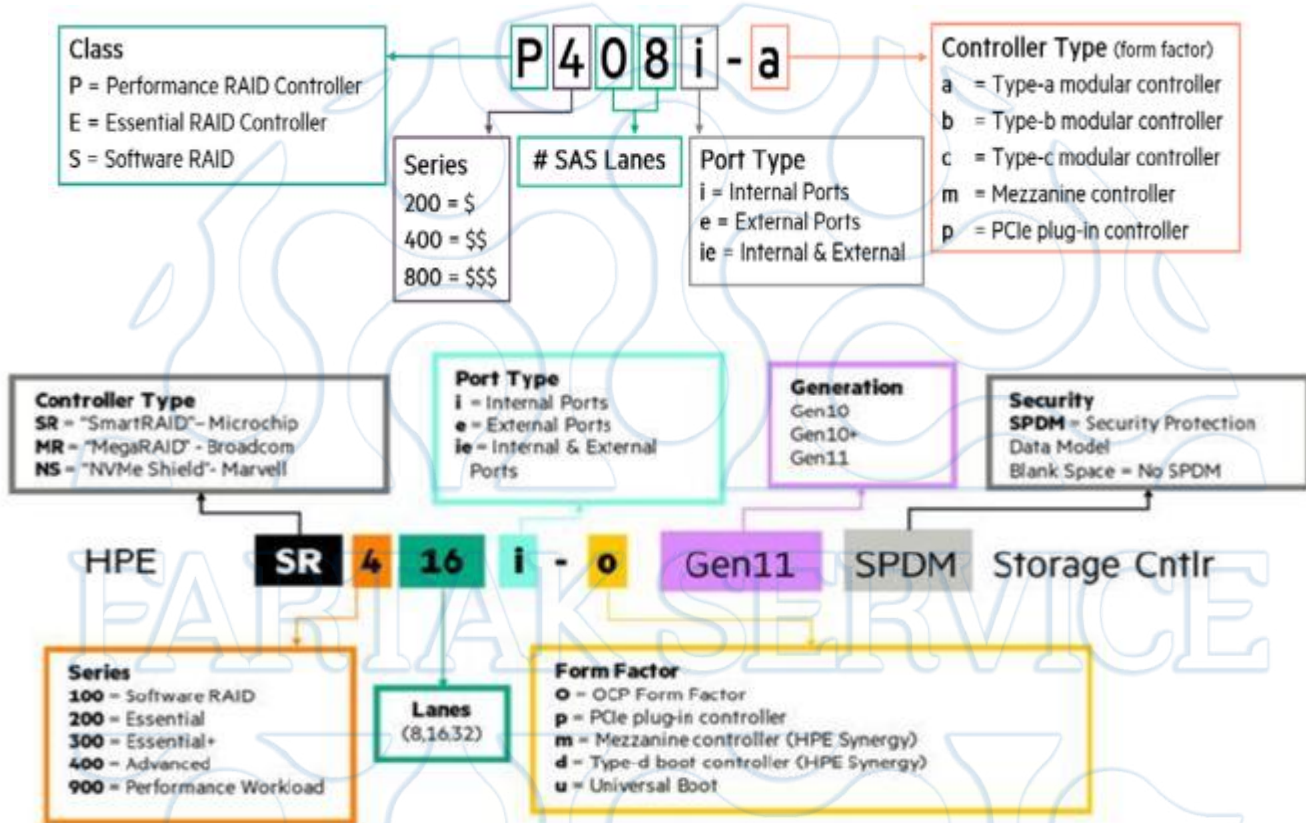 P408i-a
Class
P = Performance RAID Controller
E = Essential RAID Controller
S = Software RAID
Series
200 = $
400 = $$
800 = $$$
# SAS Lanes
Port Type
i = Internal Ports
e = External Ports
ie = Internal & External
Controller Type (form factor)
a = Type-a modular controller
b = Type-b modular controller
c = Type-c modular controller
m = Mezzanine controller
p = PCIe plug-in controller
Controller Type
SR = "SmartRAID"– Microchip
MR = "MegaRAID" - Broadcom
NS = "NVMe Shield"- Marvell
Port Type
i = Internal Ports
e = External Ports
ie = Internal & External
Ports
Generation
Gen10
Gen10+
Gen11
Security
SPDM = Security Protection
Data Model
Blank Space = No SPDM
HPE SR 4 16 i - o Gen11 SPDM Storage Cntlr
FARTAK SERVICE
Series
100 = Software RAID
200 = Essential
300 = Essential+
400 = Advanced
900 = Performance Workload
Lanes
(8,16,32)
Form Factor
O = OCP Form Factor
p = PCIe plug-in controller
m = Mezzanine controller (HPE Synergy)
d = Type-d boot controller (HPE Synergy)
u = Universal Boot